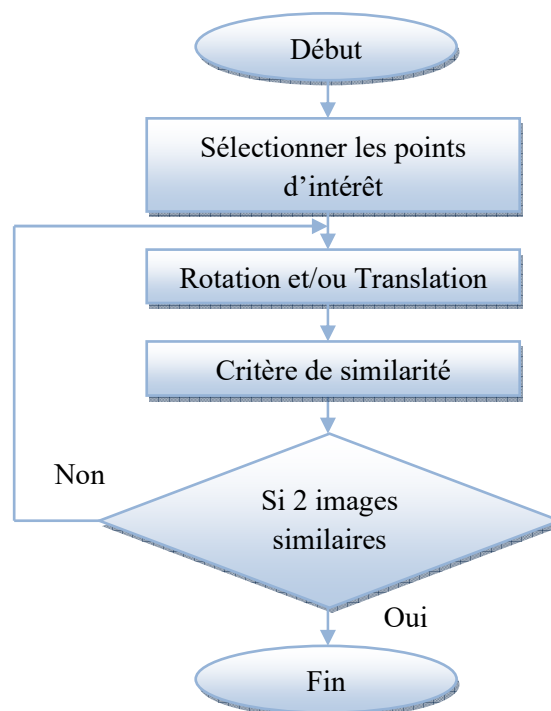 Début
Sélectionner les points
d’intérêt
Rotation et/ou Translation
Critère de similarité
Non
Si 2 images
similaires
Oui
Fin